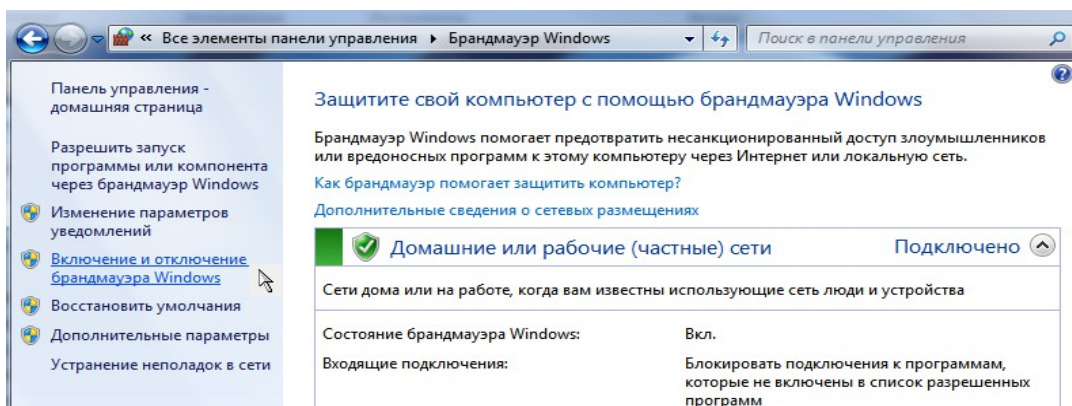 « Все элементы панели управления ▸ Брандмауэр Windows
Поиск в панели управления
Панель управления -
домашняя страница
Разрешить запуск
программы или компонента
через брандмауэр Windows
Изменение параметров
уведомлений
Включение и отключение
брандмауэра Windows
Восстановить умолчания
Дополнительные параметры
Устранение неполадок в сети
Защитите свой компьютер с помощью брандмауэра Windows
Брандмауэр Windows помогает предотвратить несанкционированный доступ злоумышленников
или вредоносных программ к этому компьютеру через Интернет или локальную сеть.
Как брандмауэр помогает защитить компьютер?
Дополнительные сведения о сетевых размещениях
Домашние или рабочие (частные) сети Подключено
Сети дома или на работе, когда вам известны использующие сеть люди и устройства
Состояние брандмауэра Windows: Вкл.
Входящие подключения: Блокировать подключения к программам,
которые не включены в список разрешенных
программ